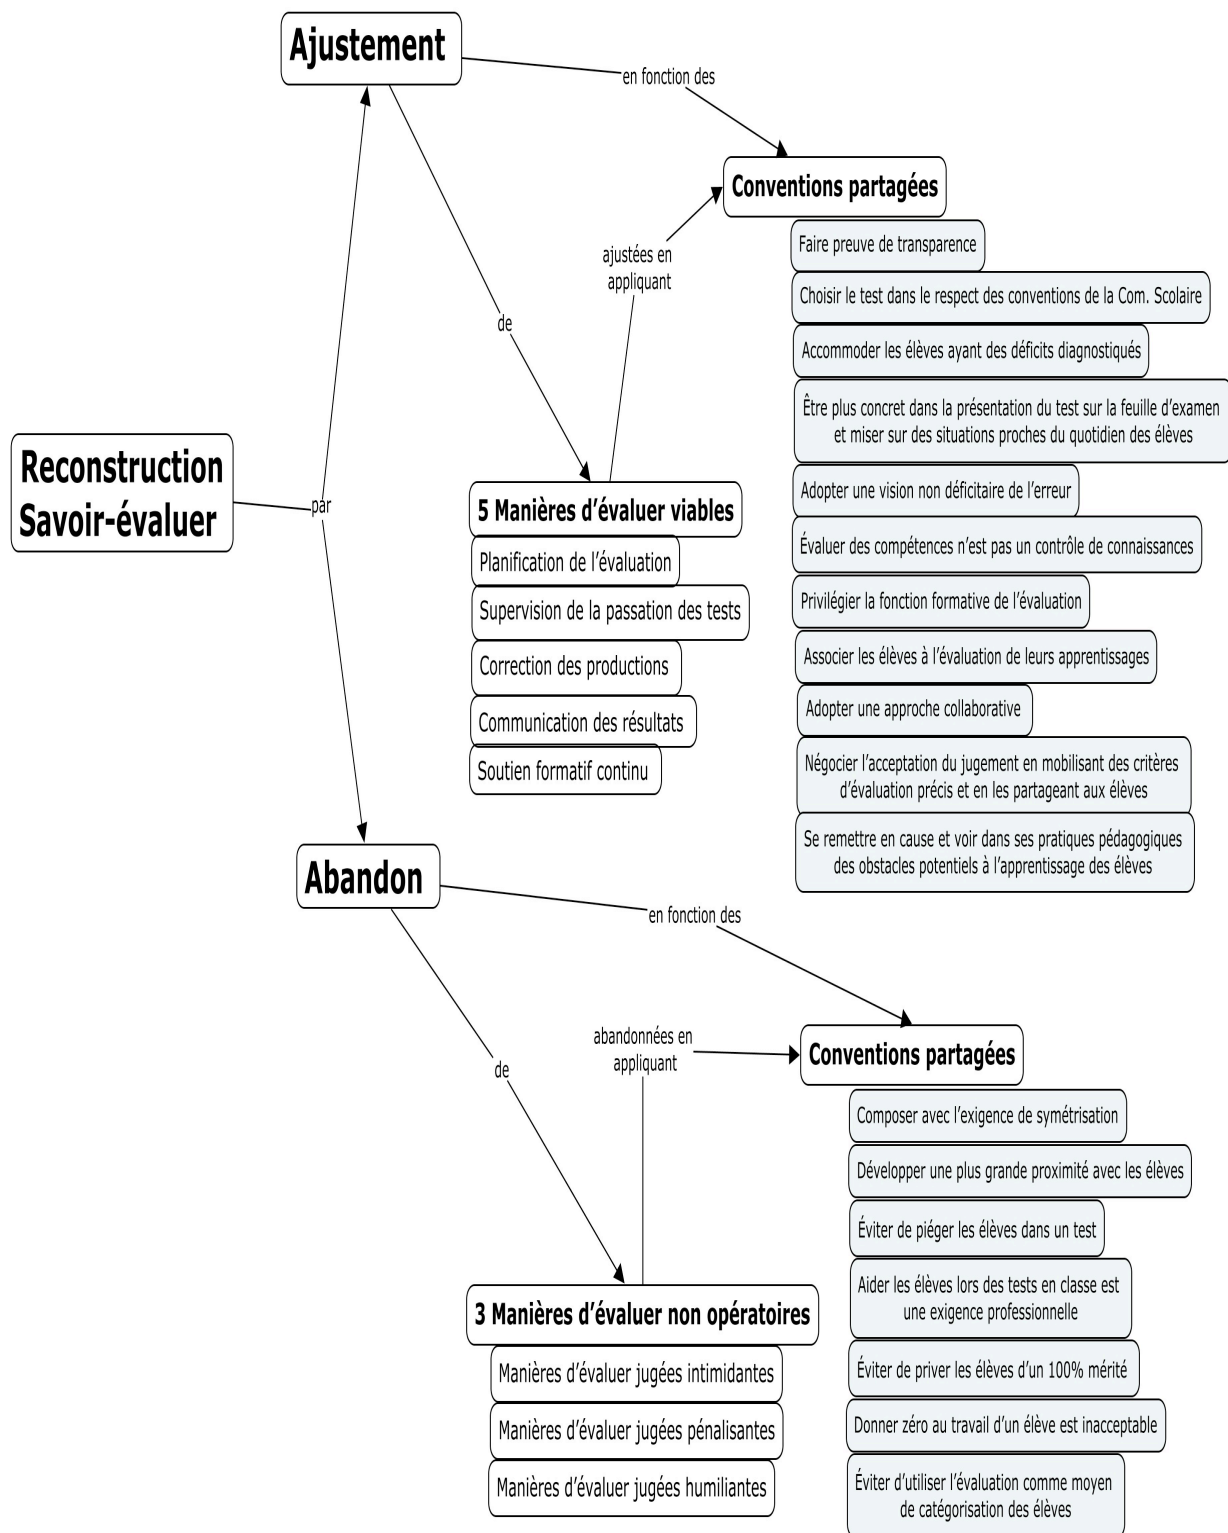 Ajustement
en fonction des
Conventions partagées
Faire preuve de transparence
Choisir le test dans le respect des conventions de la Com. Scolaire
Accommoder les élèves ayant des déficits diagnostiqués
Être plus concret dans la présentation du test sur la feuille d'examen
et miser sur des situations proches du quotidien des élèves
Adopter une vision non déficitaire de l'erreur
Évaluer des compétences n'est pas un contrôle de connaissances
Privilégier la fonction formative de l'évaluation
Associer les élèves à l'évaluation de leurs apprentissages
Adopter une approche collaborative
Négocier l'acceptation du jugement en mobilisant des critères
d'évaluation précis et en les partageant aux élèves
Se remettre en cause et voir dans ses pratiques pédagogiques
des obstacles potentiels à l'apprentissage des élèves
ajustées en
appliquant
de
Reconstruction
Savoir-évaluer
par
5 Manières d'évaluer viables
Planification de l'évaluation
Supervision de la passation des tests
Correction des productions
Communication des résultats
Soutien formatif continu
Abandon
en fonction des
abandonnées en
appliquant
Conventions partagées
de
Composer avec l'exigence de symétrisation
Développer une plus grande proximité avec les élèves
Éviter de piéger les élèves dans un test
Aider les élèves lors des tests en classe est
une exigence professionnelle
Éviter de priver les élèves d'un 100% mérité
Donner zéro au travail d'un élève est inacceptable
Éviter d'utiliser l'évaluation comme moyen
de catégorisation des élèves
3 Manières d'évaluer non opératoires
Manières d'évaluer jugées intimidantes
Manières d'évaluer jugées pénalisantes
Manières d'évaluer jugées humiliantes